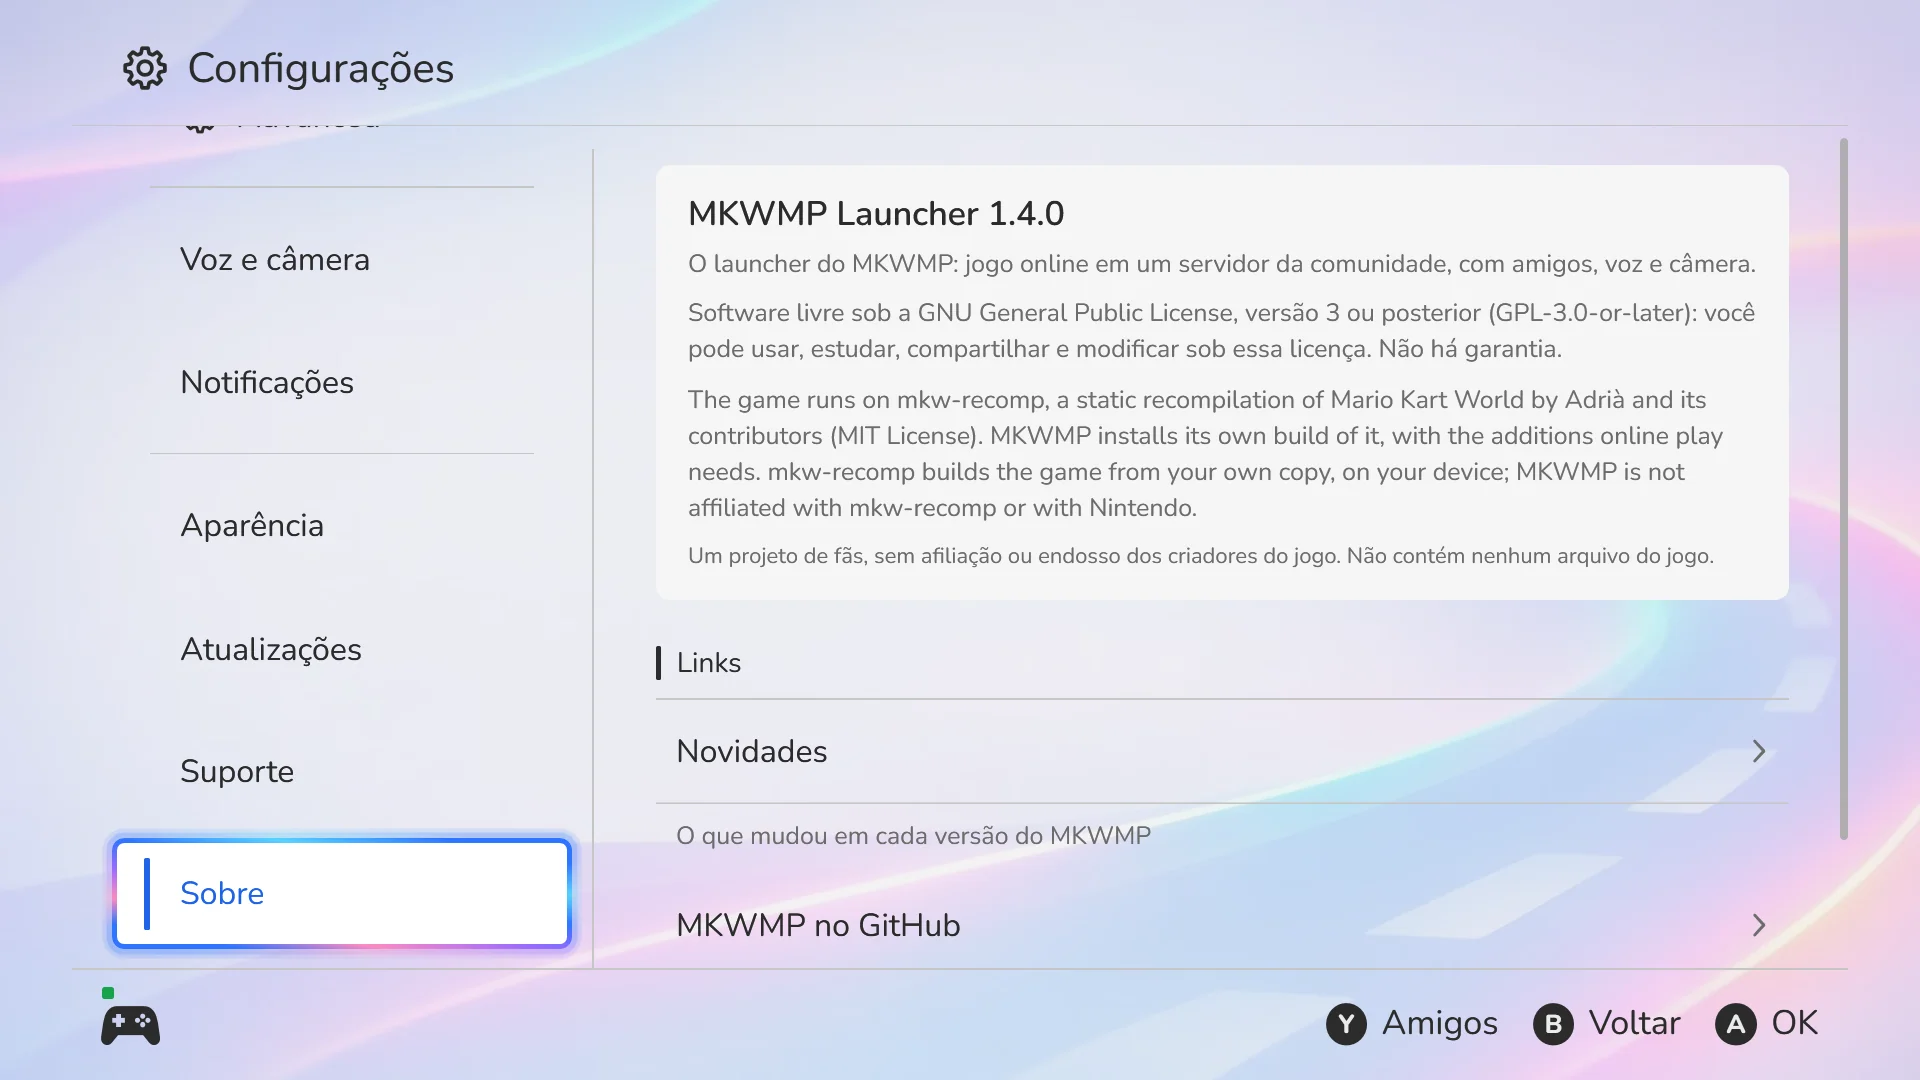 Configurações
Voz e câmera
Notificações
Aparência
Atualizações
Suporte
Sobre
MKWMP Launcher 1.4.0
O launcher do MKWMP: jogo online em um servidor da comunidade, com amigos, voz e câmera.
Software livre sob a GNU General Public License, versão 3 ou posterior (GPL-3.0-or-later): você
pode usar, estudar, compartilhar e modificar sob essa licença. Não há garantia.
The game runs on mkw-recomp, a static recompilation of Mario Kart World by Adrià and its
contributors (MIT License). MKWMP installs its own build of it, with the additions online play
needs. mkw-recomp builds the game from your own copy, on your device; MKWMP is not
affiliated with mkw-recomp or with Nintendo.
Um projeto de fãs, sem afiliação ou endosso dos criadores do jogo. Não contém nenhum arquivo do jogo.
Links
Novidades
O que mudou em cada versão do MKWMP
MKWMP no GitHub
Y Amigos
B Voltar
A OK